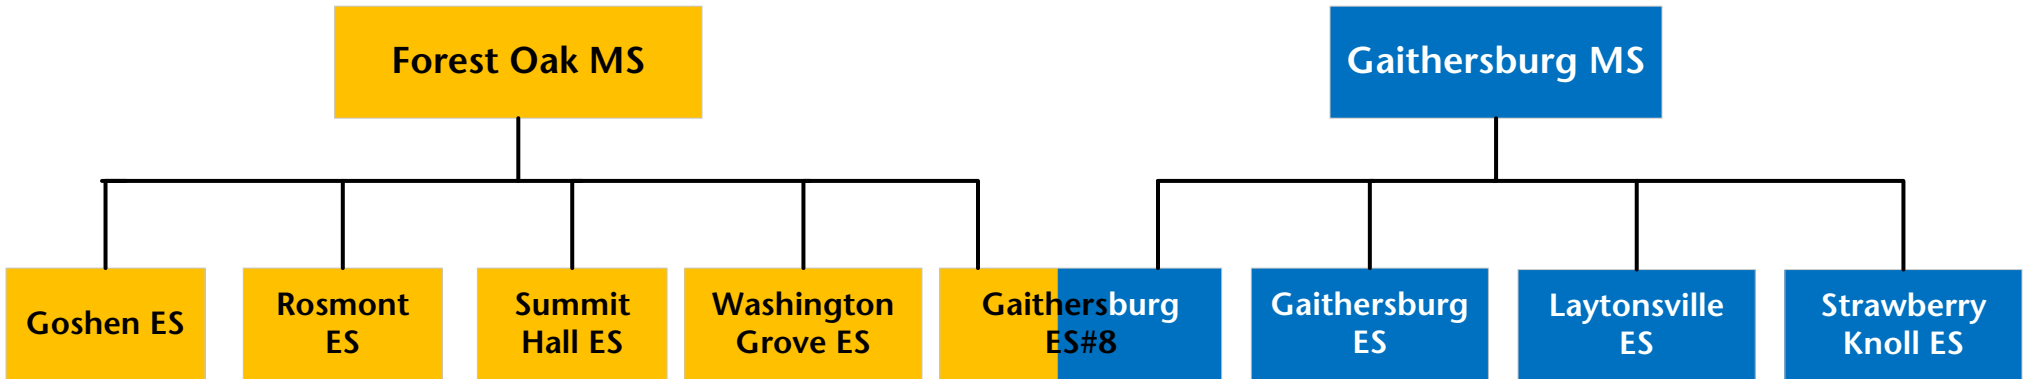 Forest Oak MS
Gaithersburg MS
Goshen ES
Rosmont
ES
Summit
Hall ES
Washington
Grove ES
Gaithersburg
ES#8
Gaithersburg
ES
Laytonsville
ES
Strawberry
Knoll ES